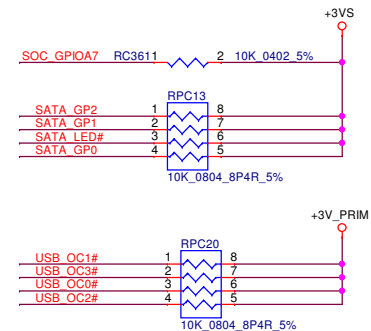 +3VS
SOC_GPIOA7 RC3611 2 10K_0402_5%
RPC13
SATA_GP2 1 8
SATA_GP1 2 7
SATA_LED# 3 6
SATA_GP0 4 5
10K_0804_8P4R_5%
+3V_PRIM
RPC20
USB_OC1# 1 8
USB_OC3# 2 7
USB_OC0# 3 6
USB_OC2# 4 5
10K_0804_8P4R_5%